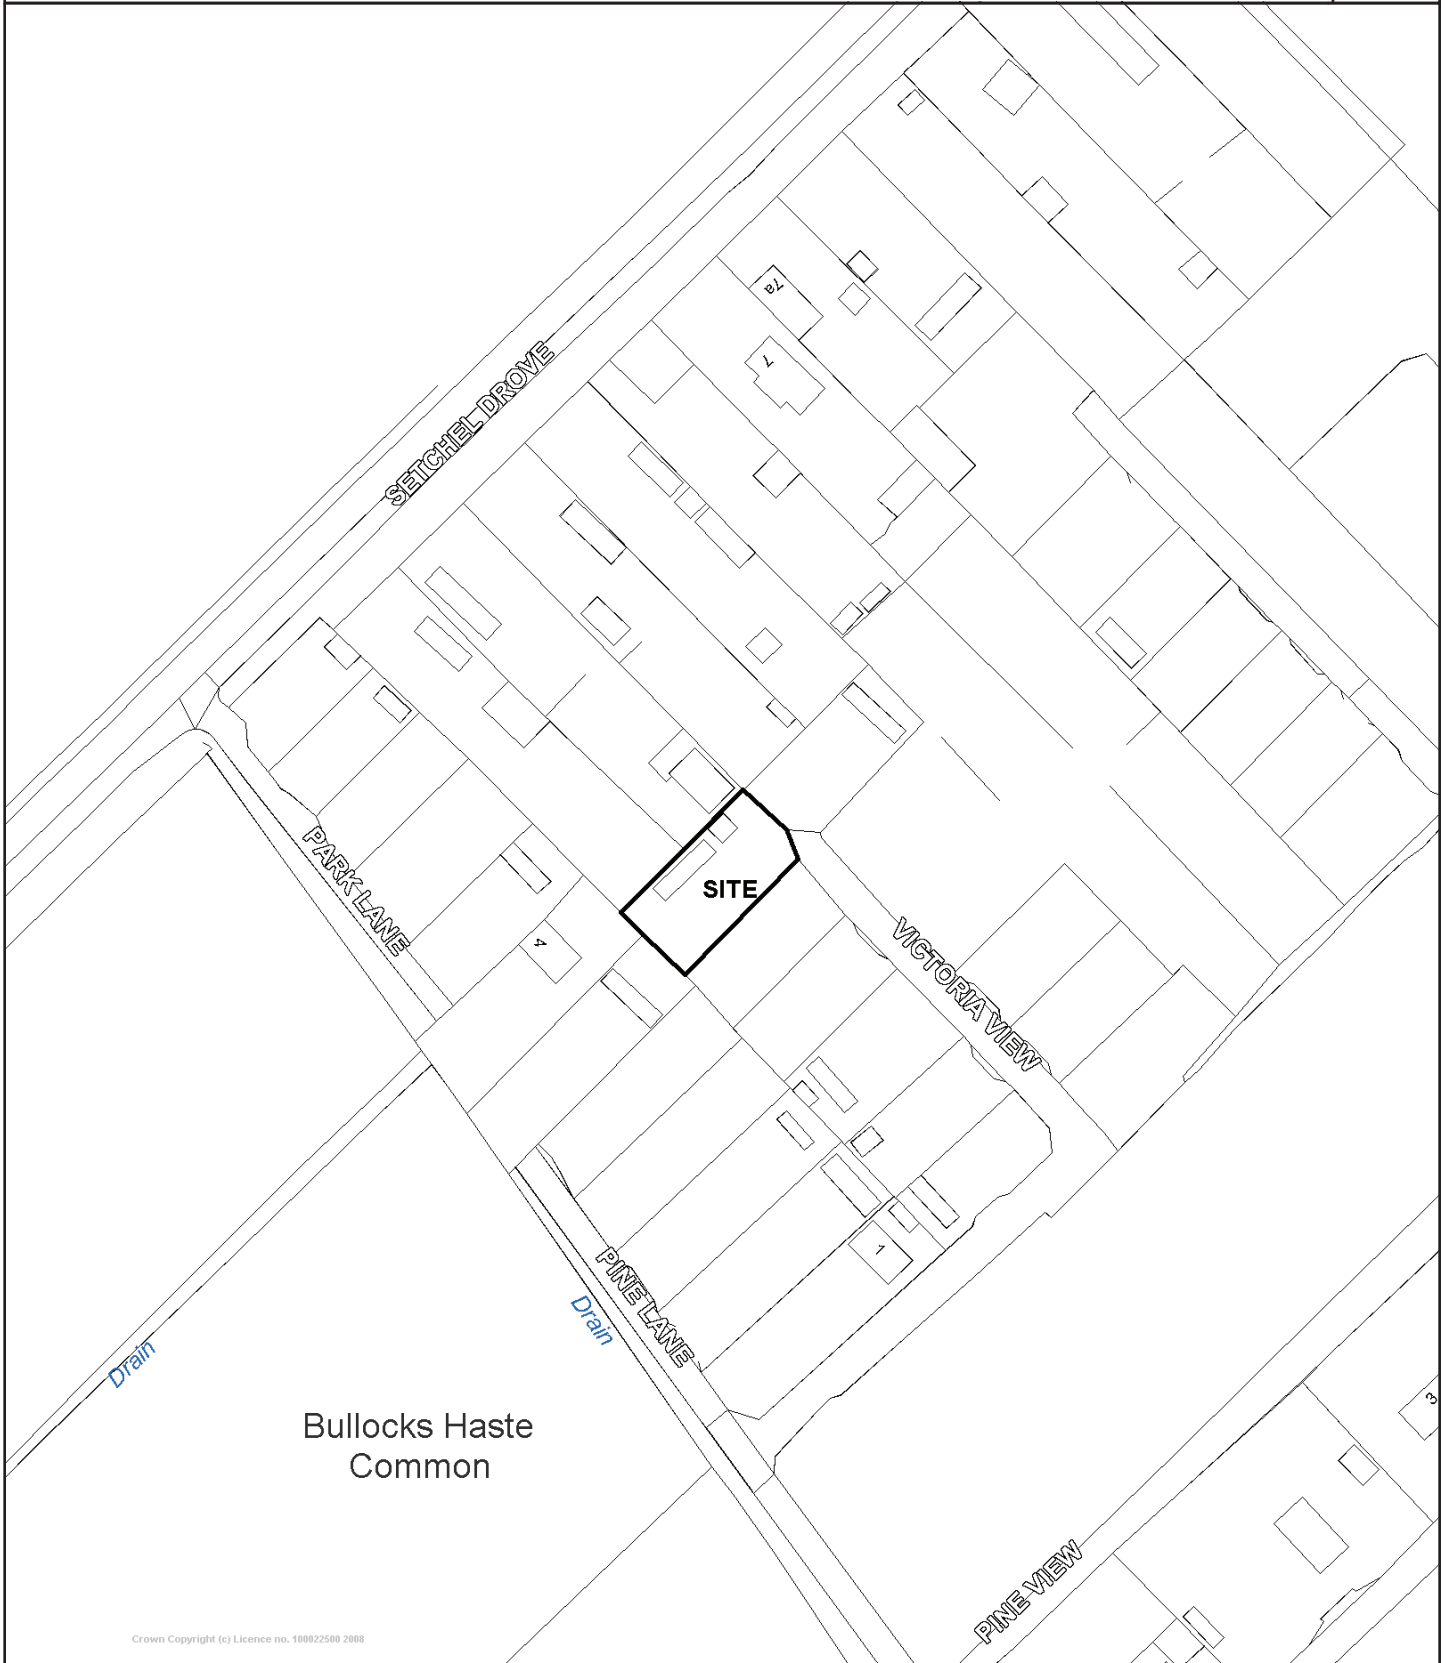 7a
7
SETCHEL DROVE
PARK LANE
SITE
4
VICTORIA VIEW
1
PINE LANE
Drain
Drain
Bullocks Haste
Common
3
PINE VIEW
Crown Copyright (c) Licence no. 100022500 2008